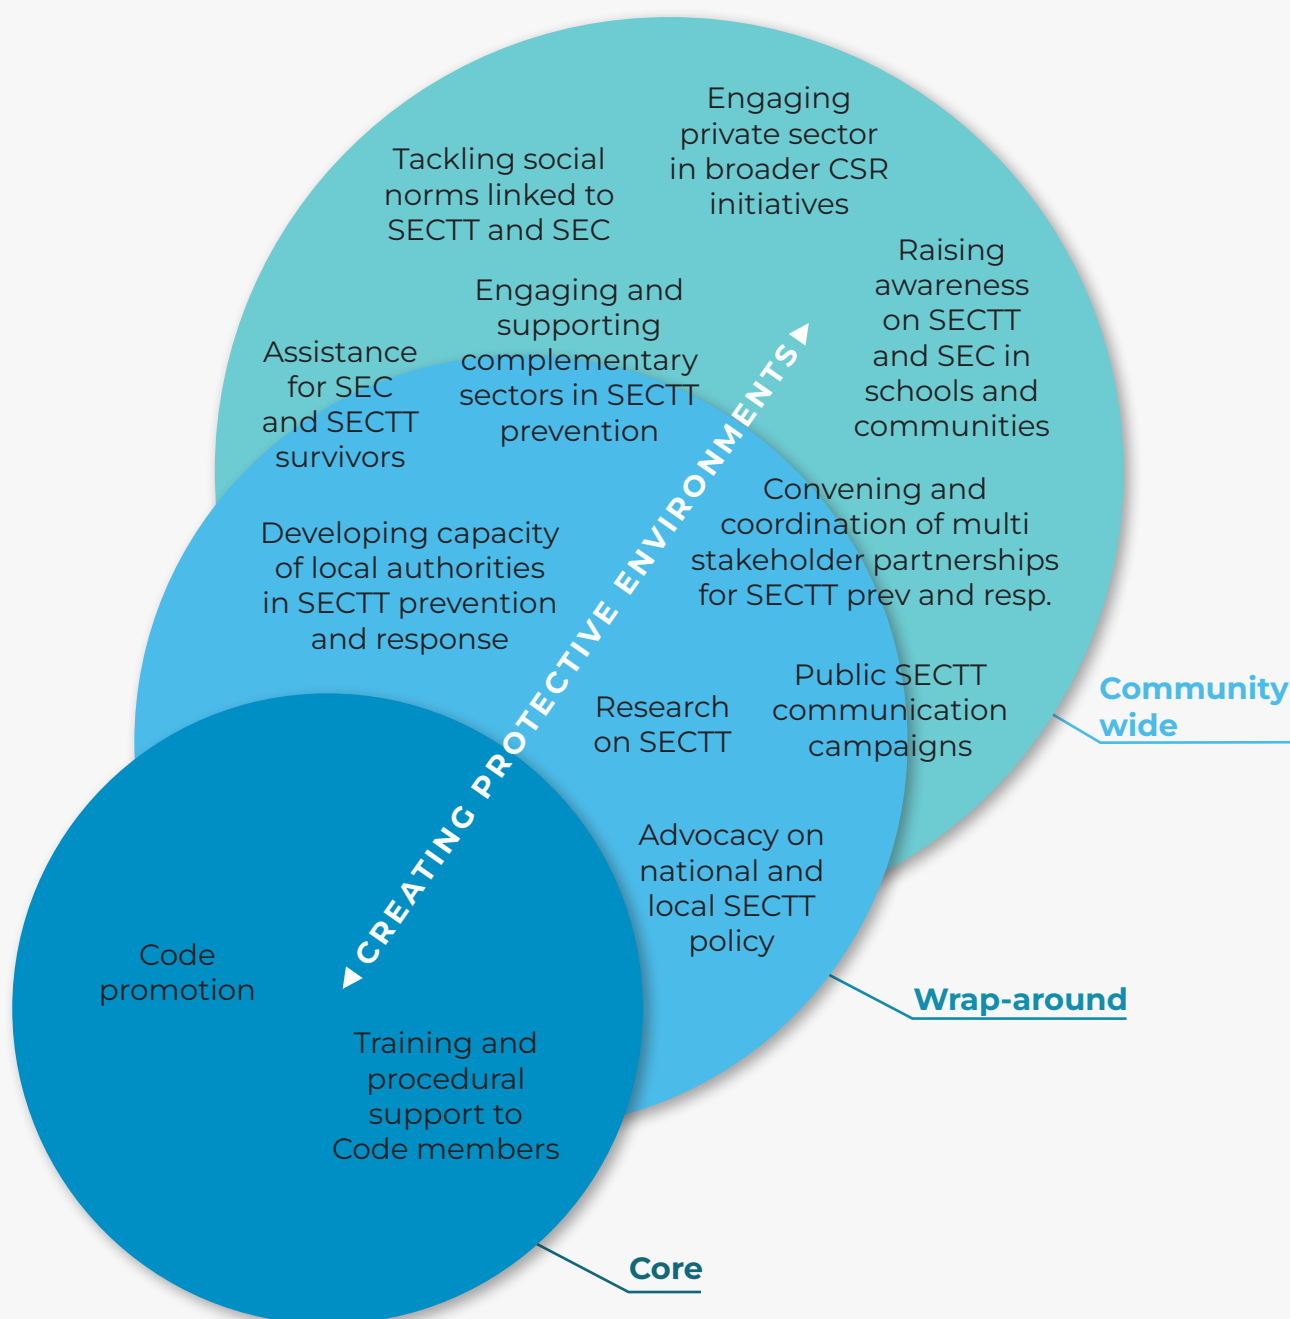 Engaging
private sector
in broader CSR
initiatives
Tackling social
norms linked to
SECTT and SEC
Raising
awareness
on SECTT
and SEC in
schools and
communities
Engaging and
supporting
complementary
sectors in SECTT
prevention
Assistance
for SEC
and SECTT
survivors
CREATING PROTECTIVE ENVIRONMENTS
Convening and
coordination of multi
stakeholder partnerships
for SECTT prev and resp.
Developing capacity
of local authorities
in SECTT prevention
and response
Public SECTT
communication
campaigns
Community
wide
Research
on SECTT
Advocacy on
national and
local SECTT
policy
Wrap-around
Code
promotion
Training and
procedural
support to
Code members
Core